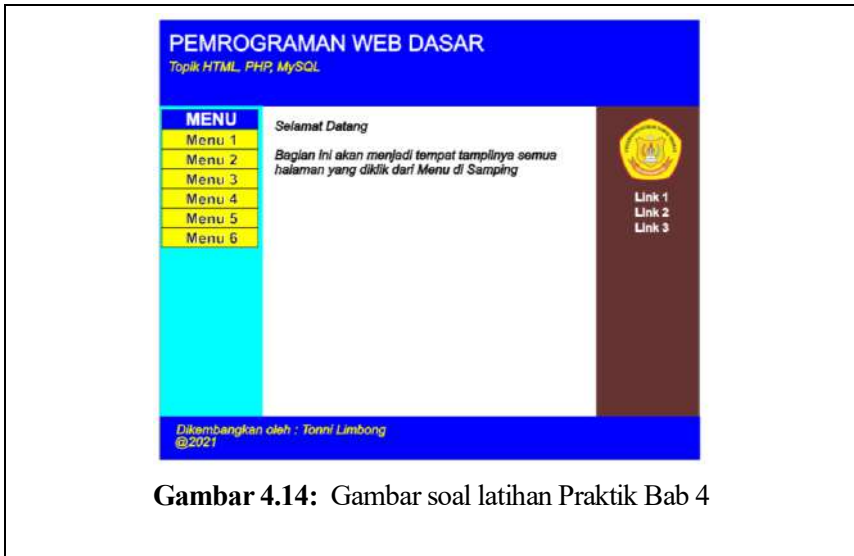 PEMROGRAMAN WEB DASAR
Topik HTML, PHP, MySQL
MENU
Menu 1
Menu 2
Menu 3
Menu 4
Menu 5
Menu 6
Selamat Datang
Bagian ini akan menjadi tempat tampilnya semua
halaman yang diklik dari Menu di Samping
Link 1
Link 2
Link 3
Dikembangkan oleh : Tonni Limbong
@2021
Gambar 4.14: Gambar soal latihan Praktik Bab 4